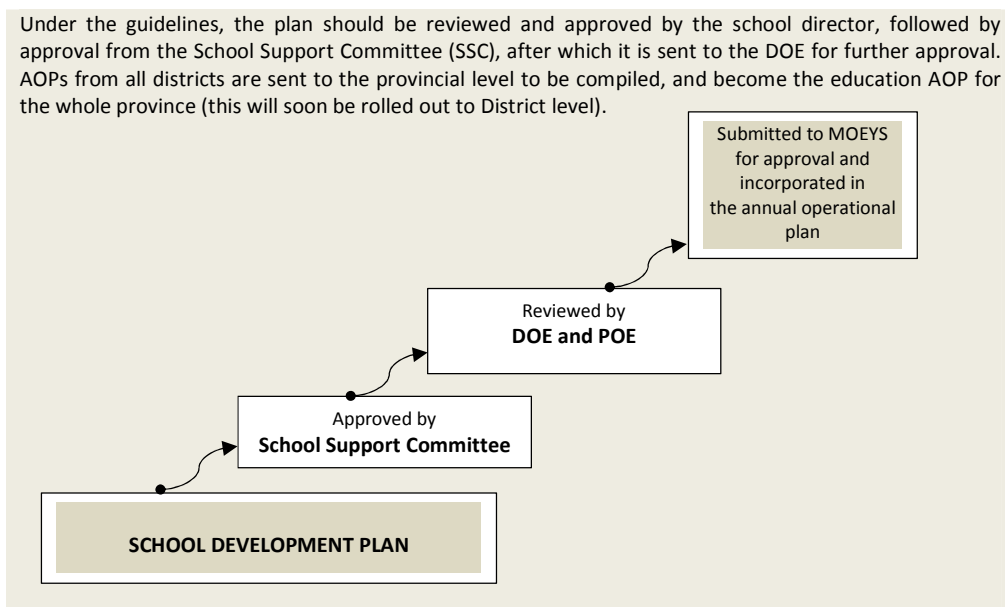 Under the guidelines, the plan should be reviewed and approved by the school director, followed by
approval from the School Support Committee (SSC), after which it is sent to the DOE for further approval.
AOPs from all districts are sent to the provincial level to be compiled, and become the education AOP for
the whole province (this will soon be rolled out to District level).
Submitted to MOEYS
for approval and
incorporated in
the annual operational
plan
Reviewed by
DOE and POE
Approved by
School Support Committee
SCHOOL DEVELOPMENT PLAN